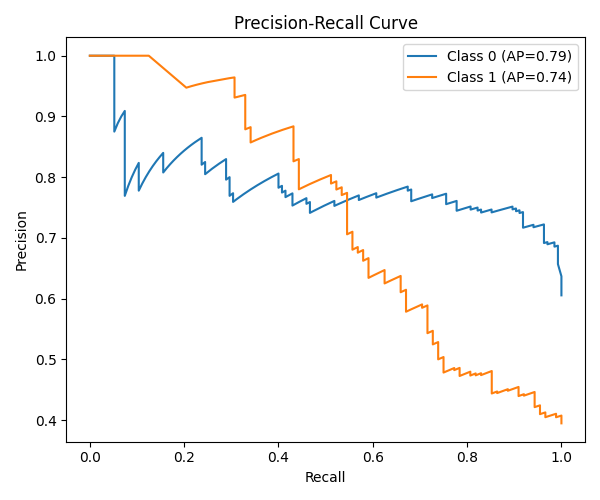 Precision-Recall Curve
Class 0 (AP=0.79)
Class 1 (AP=0.74)
1.0
0.9
0.8
0.7
0.6
0.5
0.4
Precision
0.0 0.2 0.4 0.6 0.8 1.0
Recall